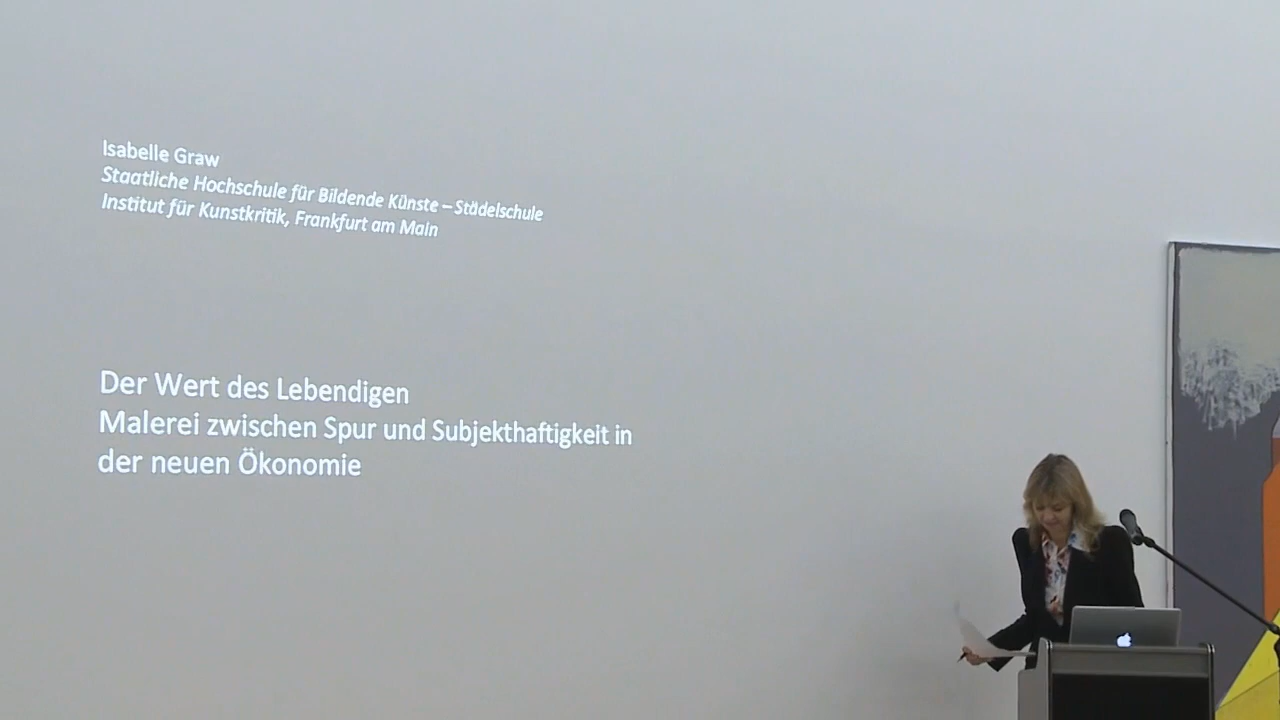 Isabelle Graw
Staatliche Hochschule für Bildende Künste – Städelschule
Institut für Kunstkritik, Frankfurt am Main
Der Wert des Lebendigen
Malerei zwischen Spur und Subjekthaftigkeit in
der neuen Ökonomie